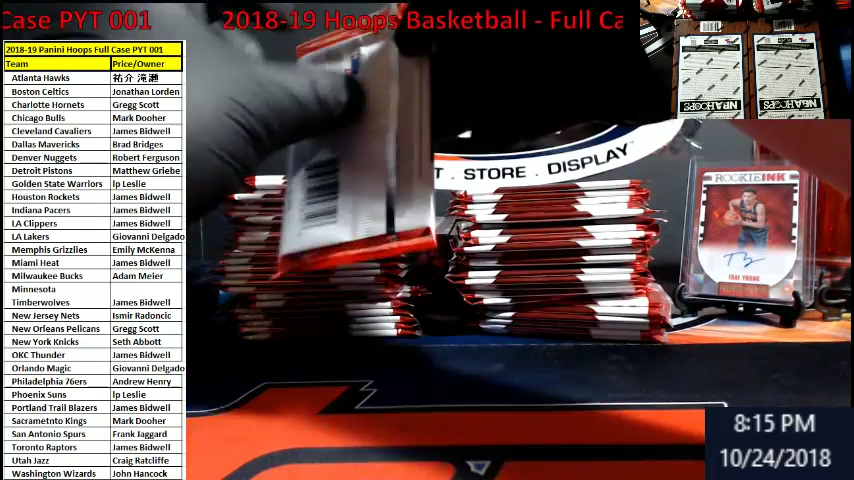 Case PYT 001
2018-19 Hoops Basketball - Full Ca
2018-19 Panini Hoops Full Case PYT 001
Team Price/Owner
Atlanta Hawks
Boston Celtics Jonathan Lorden
Charlotte Hornets Gregg Scott
Chicago Bulls Mark Dooher
Cleveland Cavaliers James Bidwell
Dallas Mavericks Brad Bridges
Denver Nuggets Robert Ferguson
Detroit Pistons Matthew Griebe
Golden State Warriors lp Leslie
Houston Rockets James Bidwell
Indiana Pacers James Bidwell
LA Clippers James Bidwell
LA Lakers Giovanni Delgado
Memphis Grizzlies Emily McKenna
Miami Heat James Bidwell
Milwaukee Bucks Adam Meier
Minnesota
Timberwolves James Bidwell
New Jersey Nets Ismir Radoncic
New Orleans Pelicans Gregg Scott
New York Knicks Seth Abbott
OKC Thunder James Bidwell
Orlando Magic Giovanni Delgado
Philadelphia 76ers Andrew Henry
Phoenix Suns lp Leslie
Portland Trail Blazers James Bidwell
Sacrametnto Kings Mark Dooher
San Antonio Spurs Frank Jaggard
Toronto Raptors James Bidwell
Utah Jazz Craig Ratcliffe
Washington Wizards John Hancock
NBA HOOPS
NBA HOOPS
T . STORE . DISPLAY
ROOKIE INK
TRAE YOUNG
8:15 PM
10/24/2018